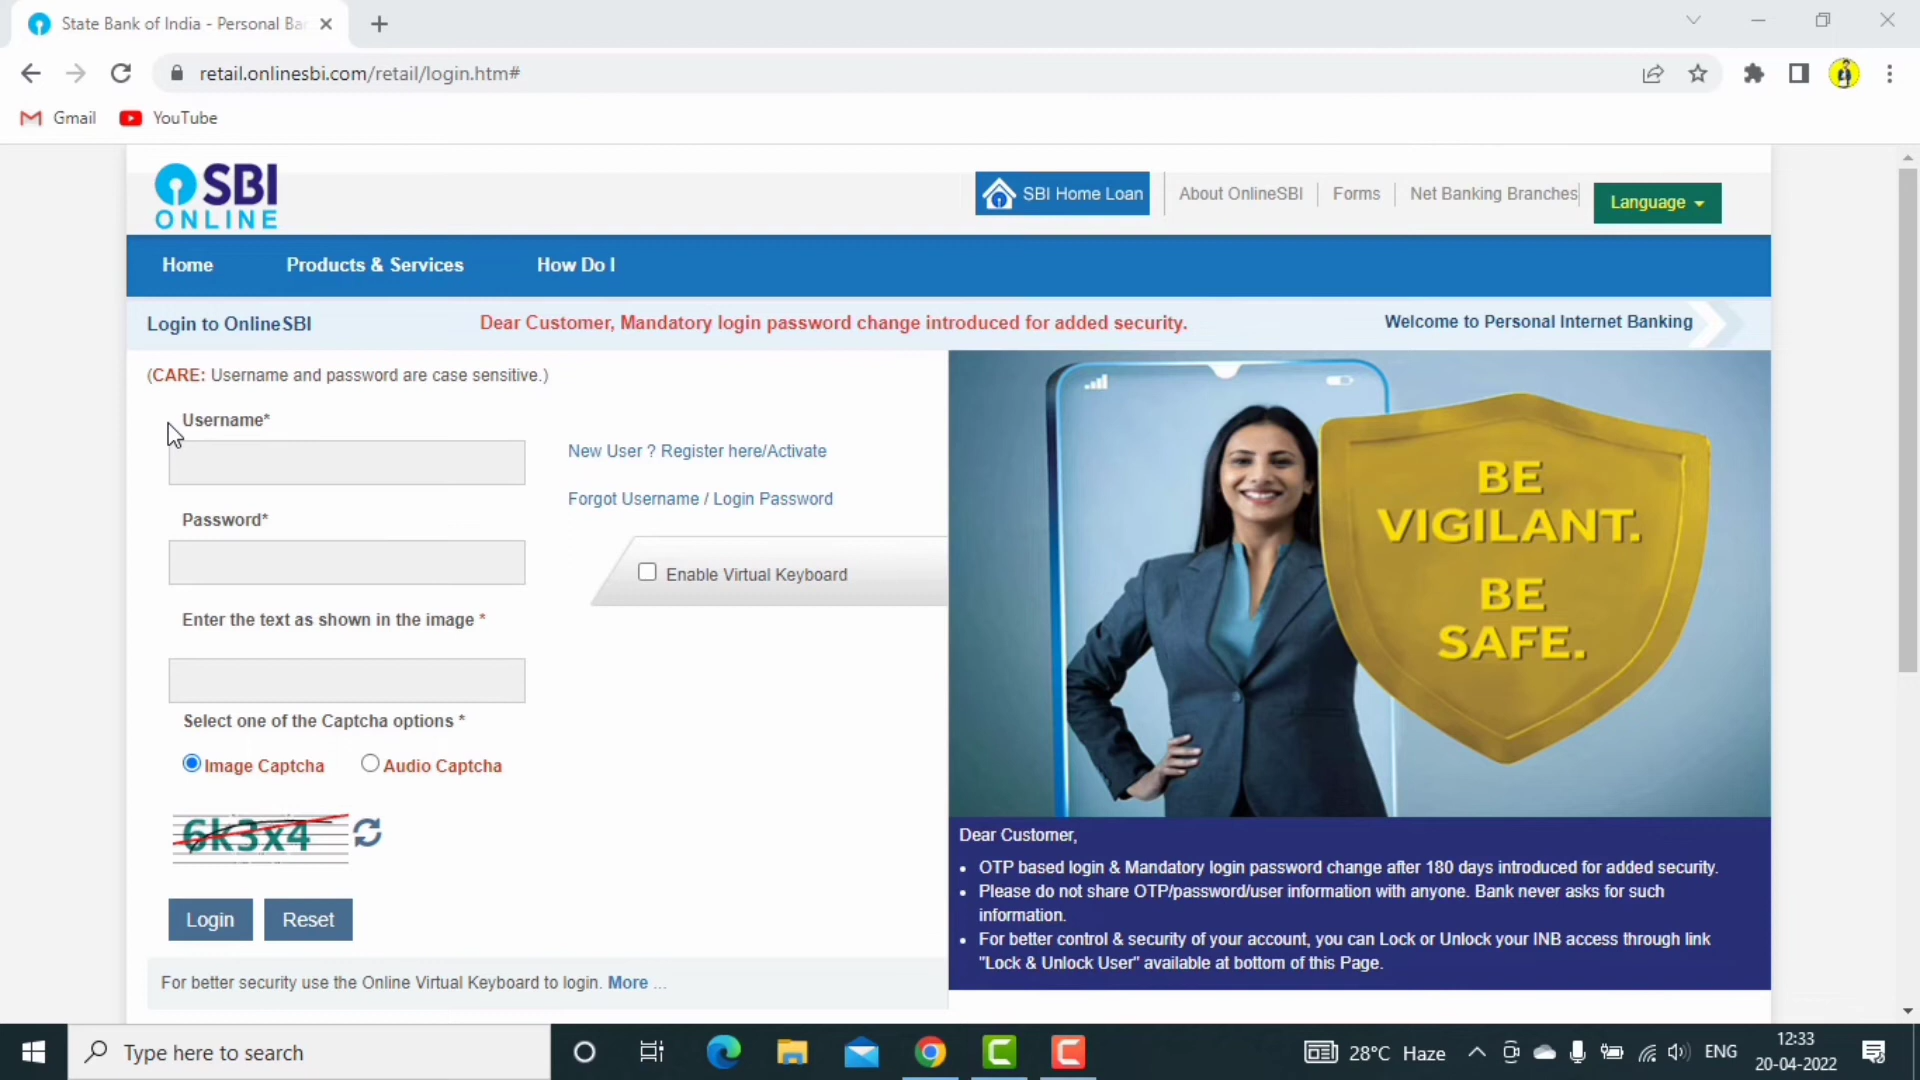 State Bank of India - Personal Ba
retail.onlinesbi.com/retail/login.htm#
Gmail
YouTube
SBI
ONLINE
SBI Home Loan
About OnlineSBI
Forms
Net Banking Branches
Language
Home
Products & Services
How Do I
Login to OnlineSBI
Dear Customer, Mandatory login password change introduced for added security.
Welcome to Personal Internet Banking
(CARE: Username and password are case sensitive.)
Username*
New User ? Register here/Activate
Forgot Username / Login Password
Password*
Enable Virtual Keyboard
Enter the text as shown in the image *
Select one of the Captcha options *
Image Captcha
Audio Captcha
6k3x4
Login
Reset
For better security use the Online Virtual Keyboard to login. More ...
BE
VIGILANT.
BE
SAFE.
Dear Customer,
• OTP based login & Mandatory login password change after 180 days introduced for added security.
• Please do not share OTP/password/user information with anyone. Bank never asks for such
information.
• For better control & security of your account, you can Lock or Unlock your INB access through link
"Lock & Unlock User" available at bottom of this Page.
Type here to search
28°C Haze
ENG
12:33
20-04-2022